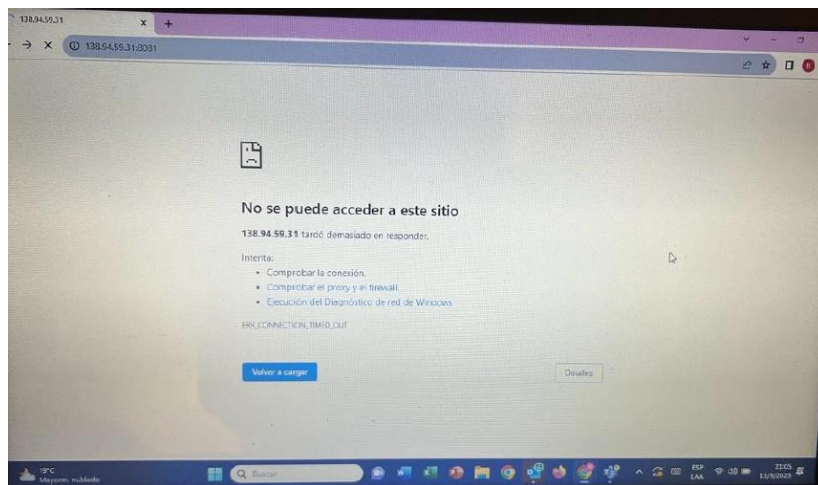 138.94.59.31
138.94.59.31:8081
No se puede acceder a este sitio
138.94.59.31 tardó demasiado en responder.
Intenta:
Comprobar la conexión.
Comprobar el proxy y el firewall
Ejecución del Diagnóstico de red de Windows
ERR_CONNECTION_TIMED_OUT
Volver a cargar
Detalles
19°C
Mayorm. nublado
Buscar
ESP
LAA
21:05